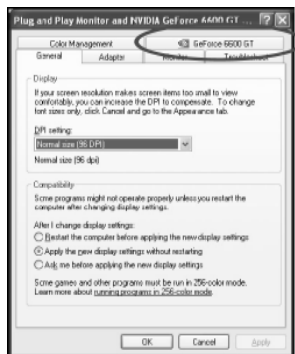 Plug and Play Monitor and NVIDIA GeForce 6600 GT ...
Color Management
GeForce 6600 GT
General
Adapter
Monitor
Troubleshoot
Display
If your screen resolution makes screen items too small to view
comfortably, you can increase the DPI to compensate. To change
font sizes only, click Cancel and go to the Appearance tab.
DPI setting:
Normal size (96 DPI)
Normal size (96 dpi)
Compatibility
Some programs might not operate properly unless you restart the
computer after changing display settings.
After I change display settings:
Restart the computer before applying the new display settings
Apply the new display settings without restarting
Ask me before applying the new display settings
Some games and other programs must be run in 256-color mode.
Learn more about running programs in 256-color mode.
OK
Cancel
Apply